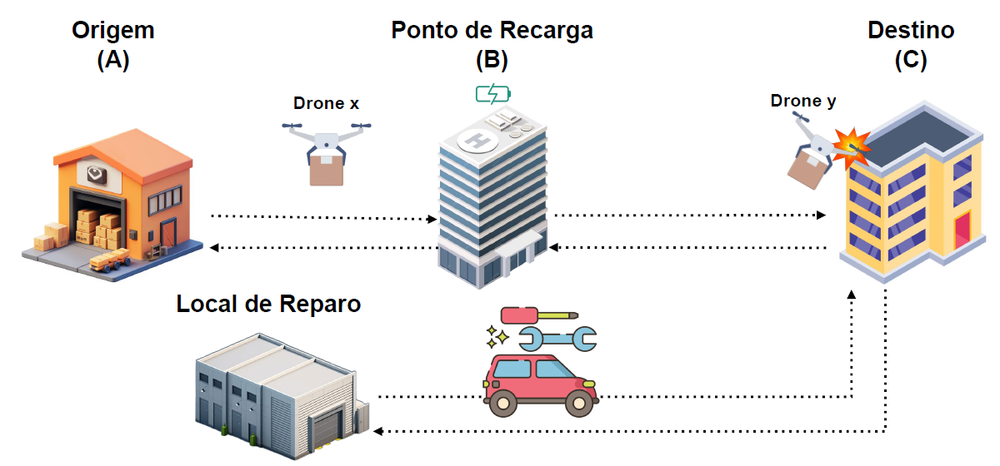 Origem
(A)
Ponto de Recarga
(B)
Destino
(C)
Drone x
Drone y
H
Local de Reparo